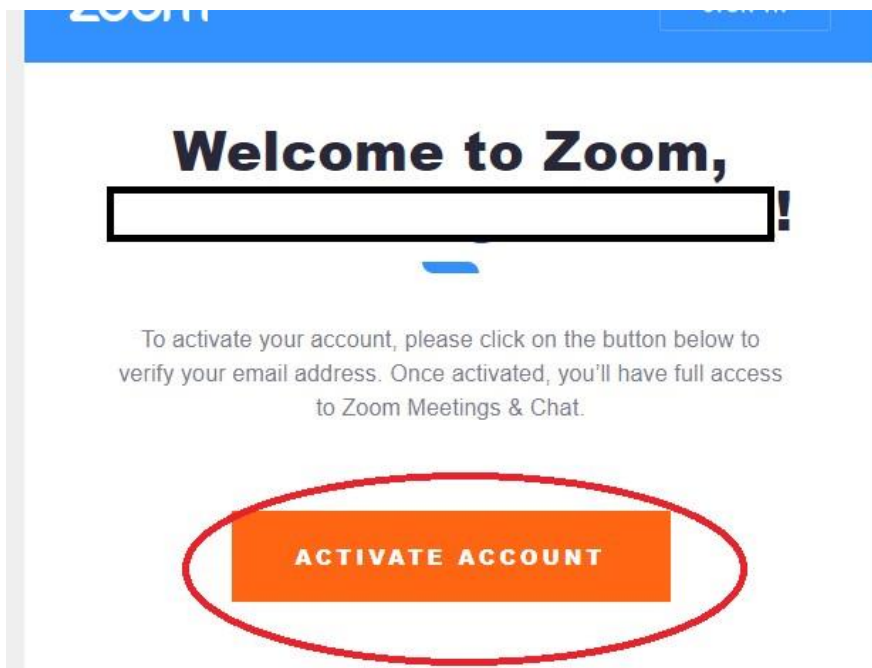 zoom
Welcome to Zoom,
!
To activate your account, please click on the button below to
verify your email address. Once activated, you'll have full access
to Zoom Meetings & Chat.
ACTIVATE ACCOUNT